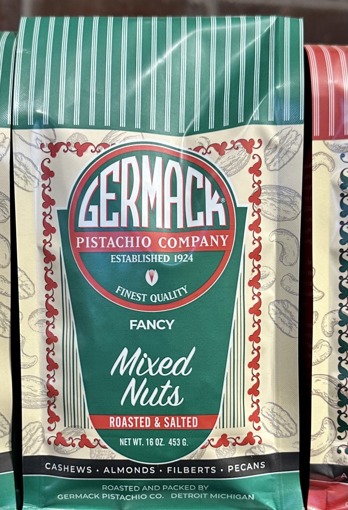 GERMACK
PISTACHIO COMPANY
ESTABLISHED 1924
FINEST QUALITY
FANCY
Mixed
Nuts
ROASTED & SALTED
NET WT. 16 OZ. 453 G.
CASHEWS • ALMONDS • FILBERTS • PECANS
ROASTED AND PACKED BY
GERMACK PISTACHIO CO. DETROIT MICHIGAN